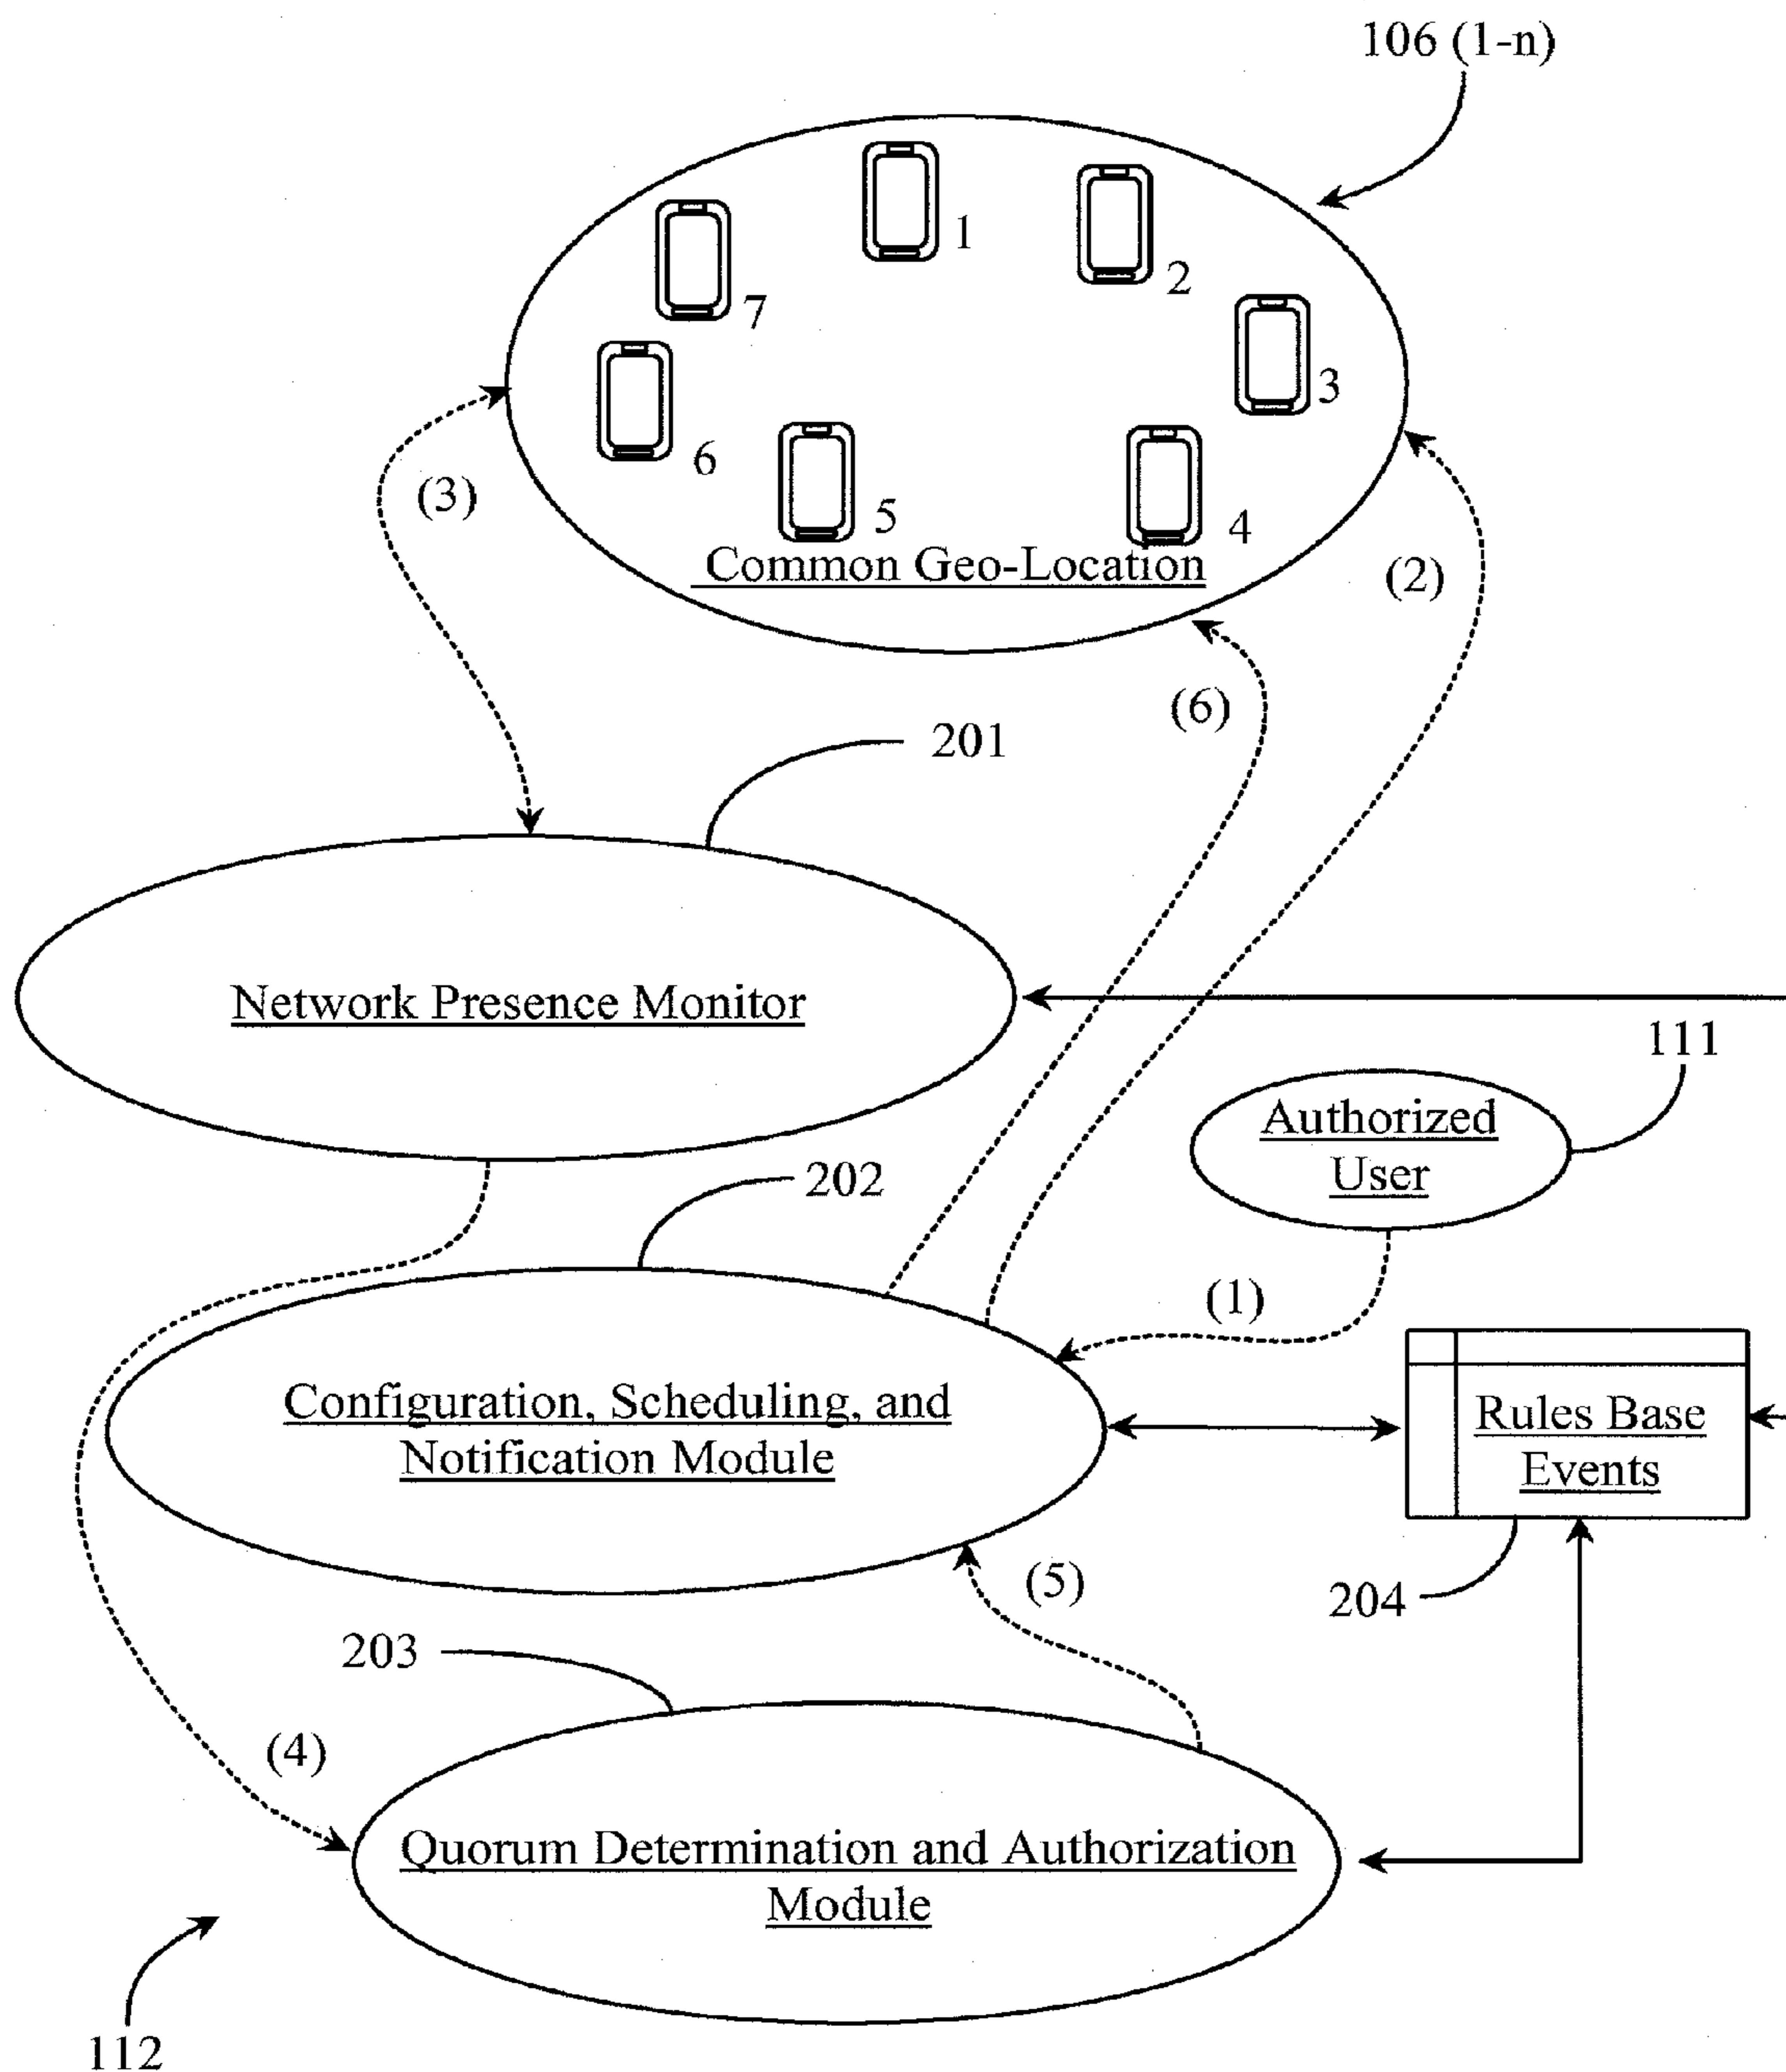 106 (1-n)
1
2
7
3
6
5
4
(3)
Common Geo-Location
(2)
(6)
201
Network Presence Monitor
111
Authorized
User
202
(1)
Configuration, Scheduling, and
Notification Module
Rules Base
Events
(5)
204
203
(4)
Quorum Determination and Authorization
Module
112